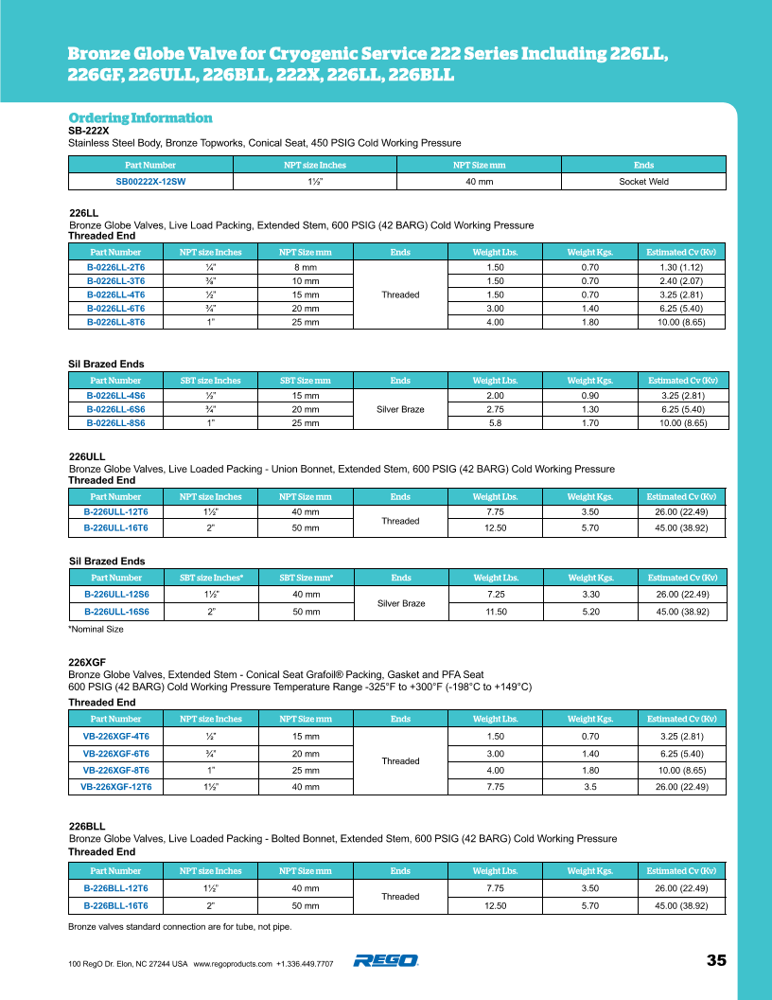 Bronze Globe Valve for Cryogenic Service 222 Series Including 226LL,
226GF, 226ULL, 226BLL, 222X, 226LL, 226BLL
Ordering Information
SB-222X
Stainless Steel Body, Bronze Topworks, Conical Seat, 450 PSIG Cold Working Pressure
Part Number NPT size Inches NPT Size mm Ends
SB00222X-12SW 1½” 40 mm Socket Weld
226LL
Bronze Globe Valves, Live Load Packing, Extended Stem, 600 PSIG (42 BARG) Cold Working Pressure
Threaded End
Part Number NPT size Inches NPT Size mm Ends Weight Lbs. Weight Kgs. Estimated Cv (Kv)
B-0226LL-2T6 ¼” 8 mm 1.50 0.70 1.30 (1.12)
B-0226LL-3T6 ⅜” 10 mm 1.50 0.70 2.40 (2.07)
B-0226LL-4T6 ½” 15 mm Threaded 1.50 0.70 3.25 (2.81)
B-0226LL-6T6 ¾” 20 mm 3.00 1.40 6.25 (5.40)
B-0226LL-8T6 1” 25 mm 4.00 1.80 10.00 (8.65)
Sil Brazed Ends
Part Number SBT size Inches SBT Size mm Ends Weight Lbs. Weight Kgs. Estimated Cv (Kv)
B-0226LL-4S6 ½” 15 mm 2.00 0.90 3.25 (2.81)
B-0226LL-6S6 ¾” 20 mm Silver Braze 2.75 1.30 6.25 (5.40)
B-0226LL-8S6 1” 25 mm 5.8 1.70 10.00 (8.65)
226ULL
Bronze Globe Valves, Live Loaded Packing - Union Bonnet, Extended Stem, 600 PSIG (42 BARG) Cold Working Pressure
Threaded End
Part Number NPT size Inches NPT Size mm Ends Weight Lbs. Weight Kgs. Estimated Cv (Kv)
B-226ULL-12T6 1½” 40 mm Threaded 7.75 3.50 26.00 (22.49)
B-226ULL-16T6 2” 50 mm 12.50 5.70 45.00 (38.92)
Sil Brazed Ends
Part Number SBT size Inches* SBT Size mm* Ends Weight Lbs. Weight Kgs. Estimated Cv (Kv)
B-226ULL-12S6 1½” 40 mm Silver Braze 7.25 3.30 26.00 (22.49)
B-226ULL-16S6 2” 50 mm 11.50 5.20 45.00 (38.92)
*Nominal Size
226XGF
Bronze Globe Valves, Extended Stem - Conical Seat Grafoil® Packing, Gasket and PFA Seat
600 PSIG (42 BARG) Cold Working Pressure Temperature Range -325°F to +300°F (-198°C to +149°C)
Threaded End
Part Number NPT size Inches NPT Size mm Ends Weight Lbs. Weight Kgs. Estimated Cv (Kv)
VB-226XGF-4T6 ½” 15 mm Threaded 1.50 0.70 3.25 (2.81)
VB-226XGF-6T6 ¾” 20 mm 3.00 1.40 6.25 (5.40)
VB-226XGF-8T6 1” 25 mm 4.00 1.80 10.00 (8.65)
VB-226XGF-12T6 1½” 40 mm 7.75 3.5 26.00 (22.49)
226BLL
Bronze Globe Valves, Live Loaded Packing - Bolted Bonnet, Extended Stem, 600 PSIG (42 BARG) Cold Working Pressure
Threaded End
Part Number NPT size Inches NPT Size mm Ends Weight Lbs. Weight Kgs. Estimated Cv (Kv)
B-226BLL-12T6 1½” 40 mm Threaded 7.75 3.50 26.00 (22.49)
B-226BLL-16T6 2” 50 mm 12.50 5.70 45.00 (38.92)
Bronze valves standard connection are for tube, not pipe.
100 RegO Dr. Elon, NC 27244 USA www.regoproducts.com +1.336.449.7707 REGO 35